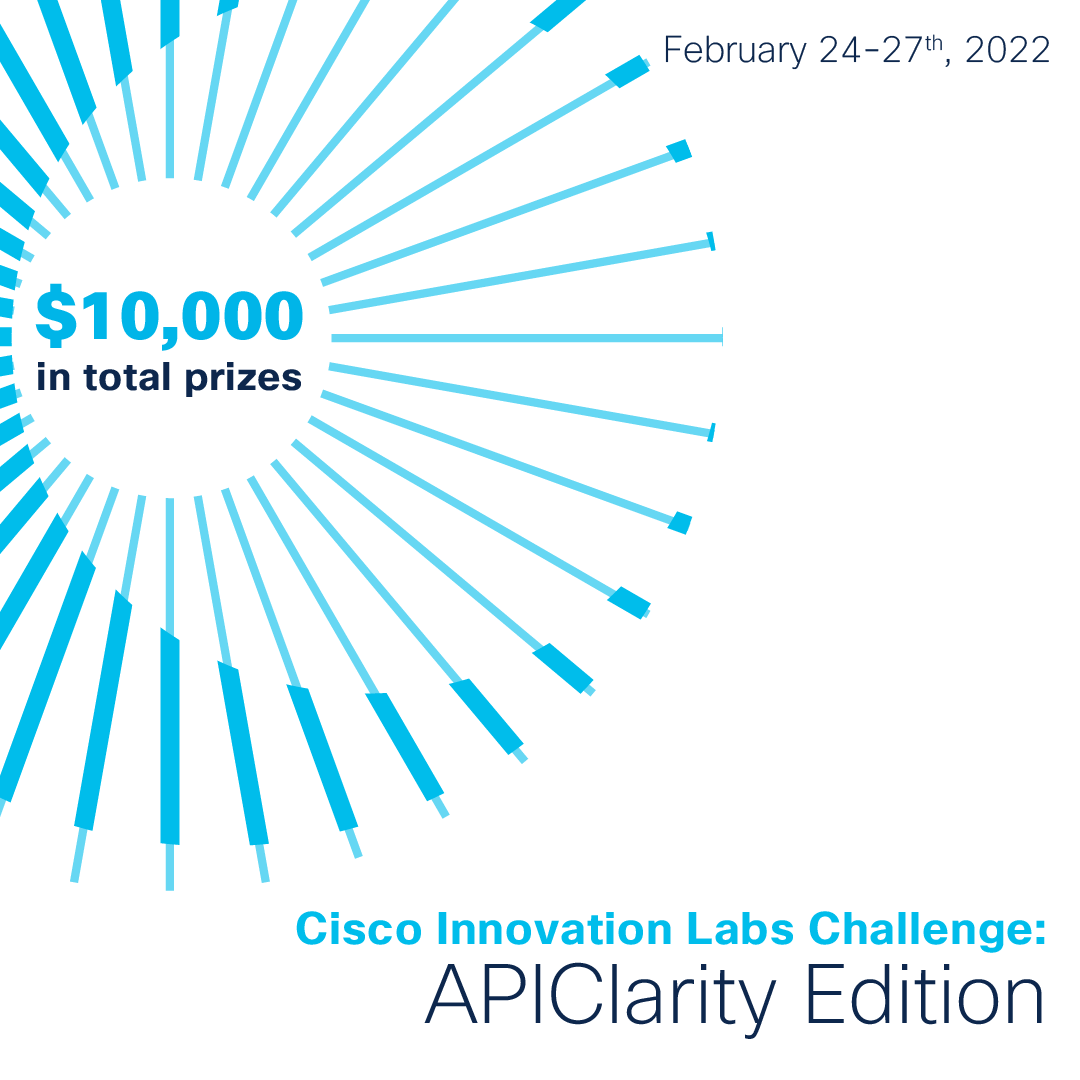 February 24-27th, 2022
$10,000
in total prizes
Cisco Innovation Labs Challenge:
APIClarity Edition